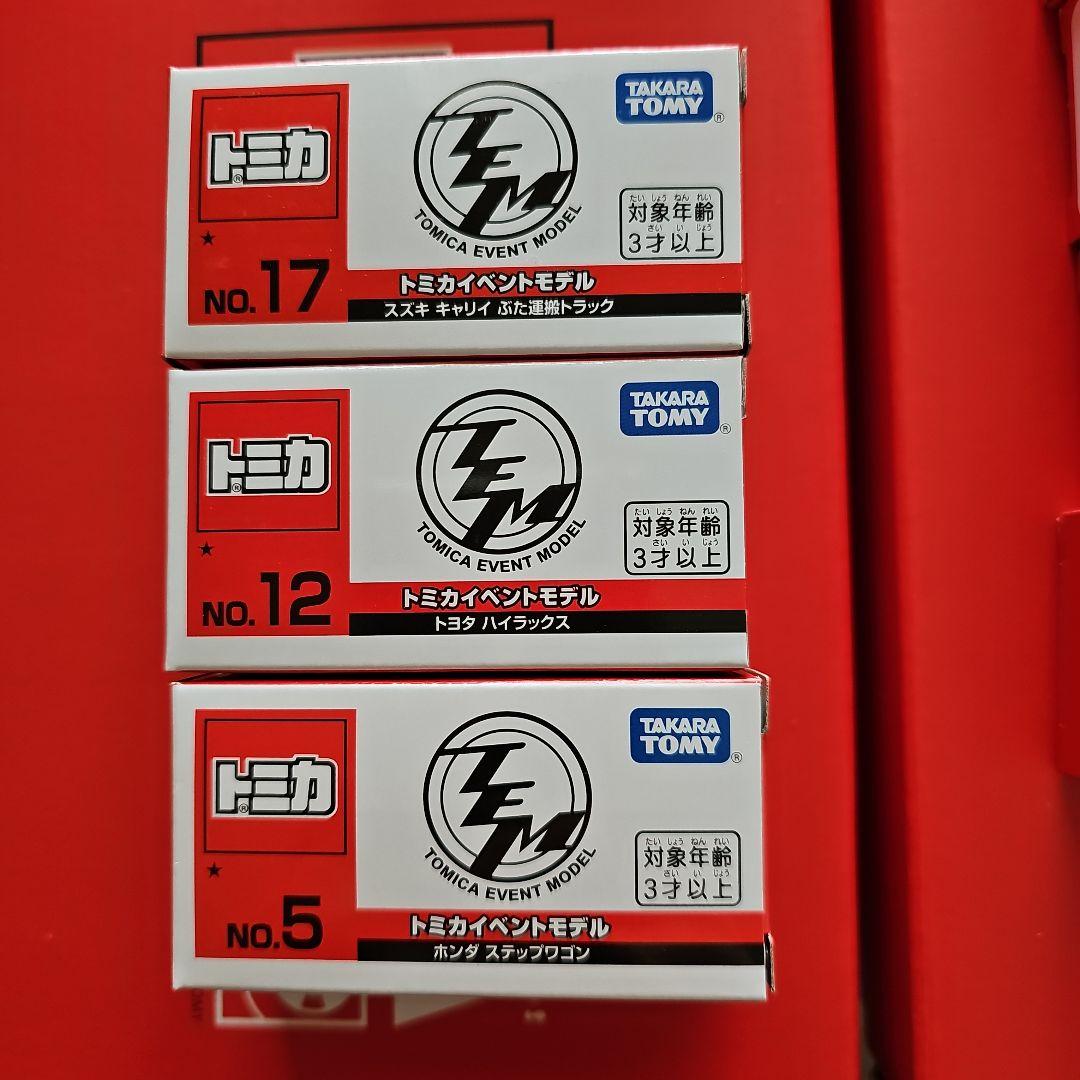 トミカ
®
TEM
TOMICA EVENT MODEL
TAKARA
TOMY
®
たい しょう ねん れい
対象年齢
さい い じょう
3才以上
★
NO.17
トミカイベントモデル
スズキ キャリイ ぶた運搬トラック
トミカ
®
TEM
TOMICA EVENT MODEL
TAKARA
TOMY
®
たい しょう ねん れい
対象年齢
さい い じょう
3才以上
★
NO.12
トミカイベントモデル
トヨタ ハイラックス
トミカ
®
TEM
TOMICA EVENT MODEL
TAKARA
TOMY
®
たい しょう ねん れい
対象年齢
さい い じょう
3才以上
★
NO.5
トミカイベントモデル
ホンダ ステップワゴン